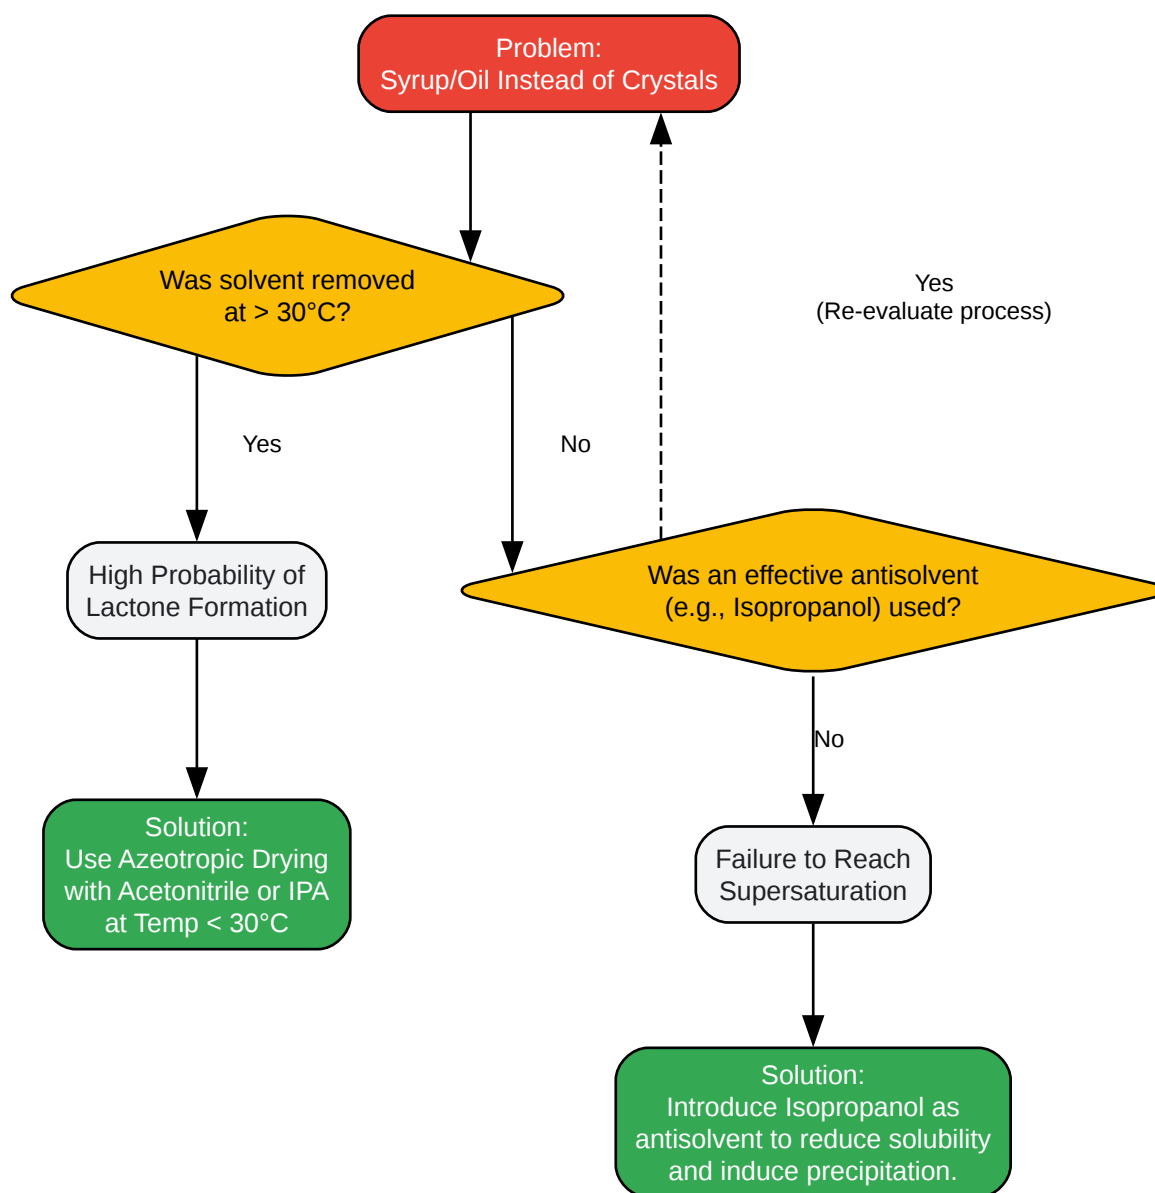 Problem:
Syrup/Oil Instead of Crystals
Was solvent removed
at > 30°C?
Yes
(Re-evaluate process)
Yes
No
High Probability of
Lactone Formation
Was an effective antisolvent
(e.g., Isopropanol) used?
No
Solution:
Use Azeotropic Drying
with Acetonitrile or IPA
at Temp < 30°C
Failure to Reach
Supersaturation
Solution:
Introduce Isopropanol as
antisolvent to reduce solubility
and induce precipitation.